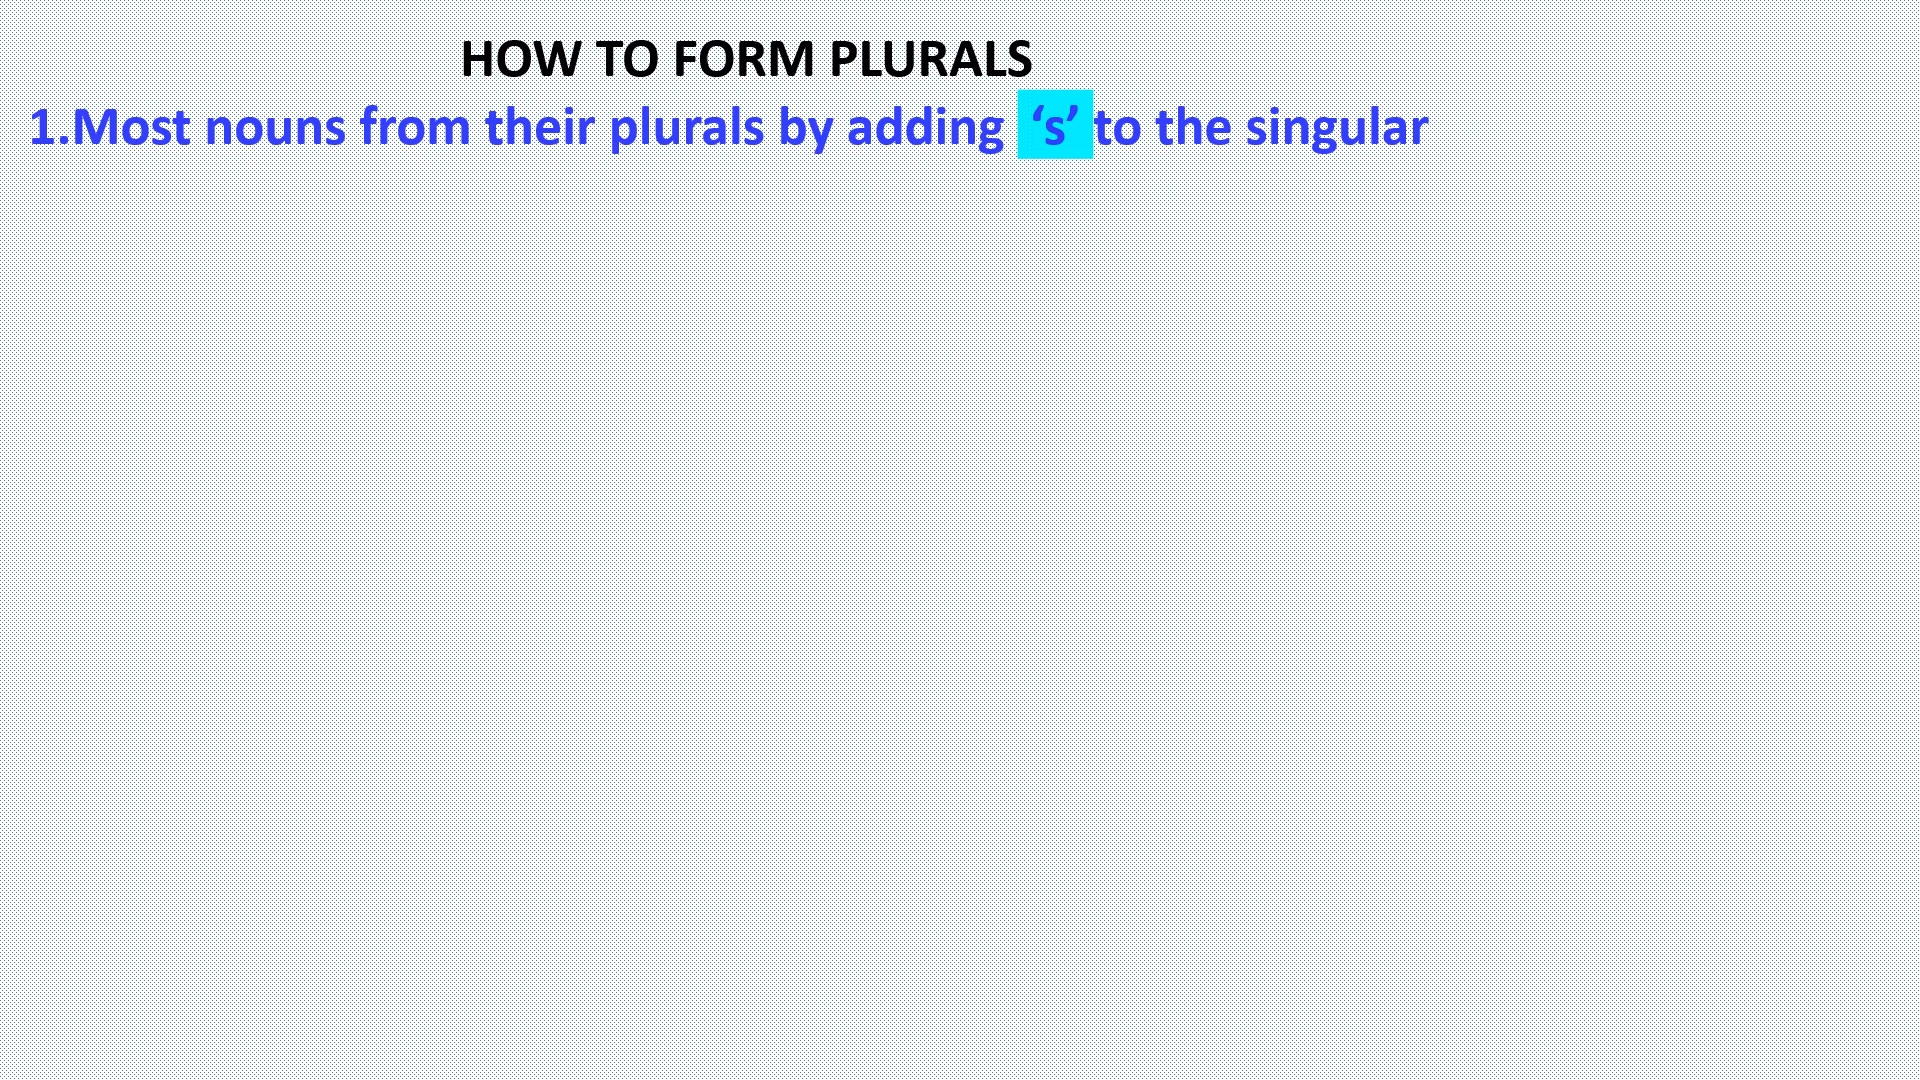 HOW TO FORM PLURALS
1.Most nouns from their plurals by adding ‘s’ to the singular